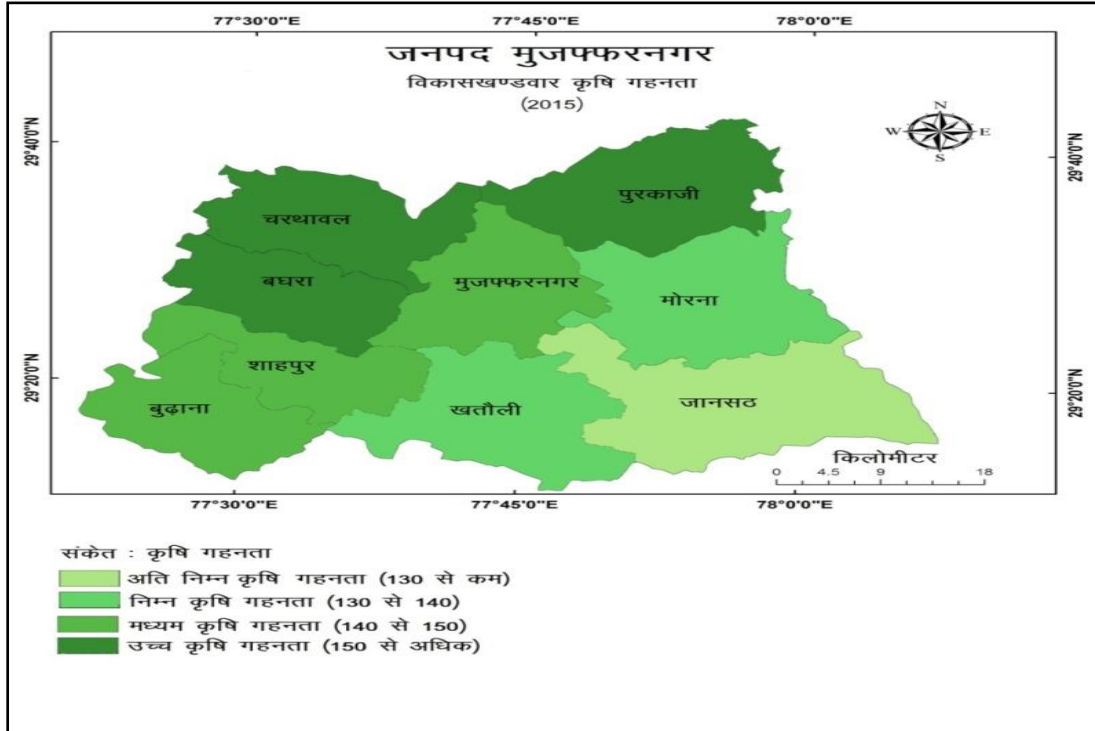 77°30'0"E 77°45'0"E 78°0'0"E
जनपद मुजफ्फरनगर
विकासखण्डवार कृषि गहनता
(2015)
N
W E
S
29°40'0"N 29°40'0"N
पुरकाजी
चरथावल
बघरा
मुजफ्फरनगर
मोरना
शाहपुर
29°20'0"N 29°20'0"N
बुढ़ाना
खतौली
जानसठ
किलोमीटर
0 4.5 9 18
77°30'0"E 77°45'0"E 78°0'0"E
संकेत : कृषि गहनता
अति निम्न कृषि गहनता (130 से कम)
निम्न कृषि गहनता (130 से 140)
मध्यम कृषि गहनता (140 से 150)
उच्च कृषि गहनता (150 से अधिक)